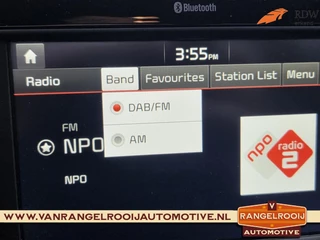 Bluetooth
RDW
3:55PM
Radio
Band
Favourites
Station List
Menu
DAB/FM
AM
FM
NPO
NPO
npo
radio
2
WWW.VANRANGELROOIJAUTOMOTIVE.NL
V
RANGELROOIJ
AUTOMOTIVE